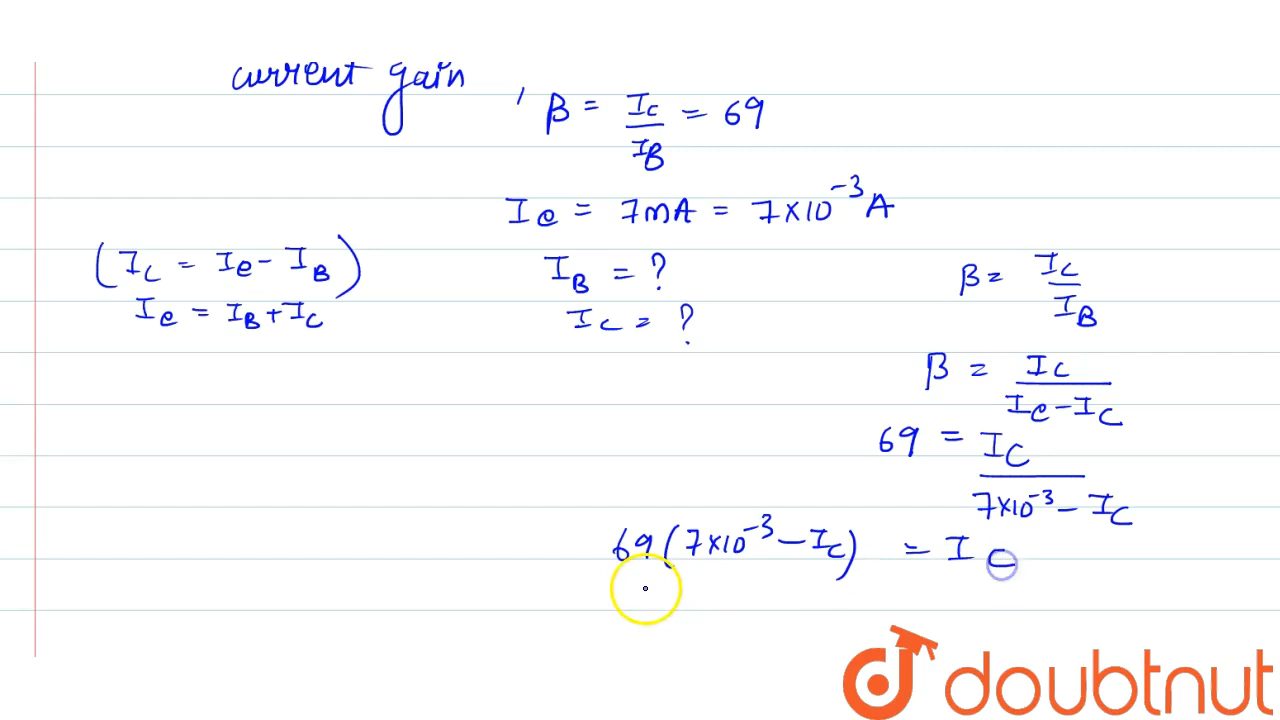 current gain
' β = Ic/IB = 69
Ie = 7mA = 7×10⁻³A
(Ic = Ie - IB)
Ie = IB + Ic
IB = ?
Ic = ?
β = Ic/IB
β = Ic/Ie-Ic
69 = Ic/7×10⁻³ - Ic
69(7×10⁻³ - Ic) = Ic
doubtnut